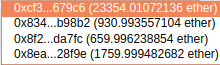 0xcf3...679c6 (23354.01072136 ether)
0x834...b98b2 (930.993557104 ether)
0x8f2...da7fc (659.996238854 ether)
0x8ea...28f9e (1759.999482682 ether)